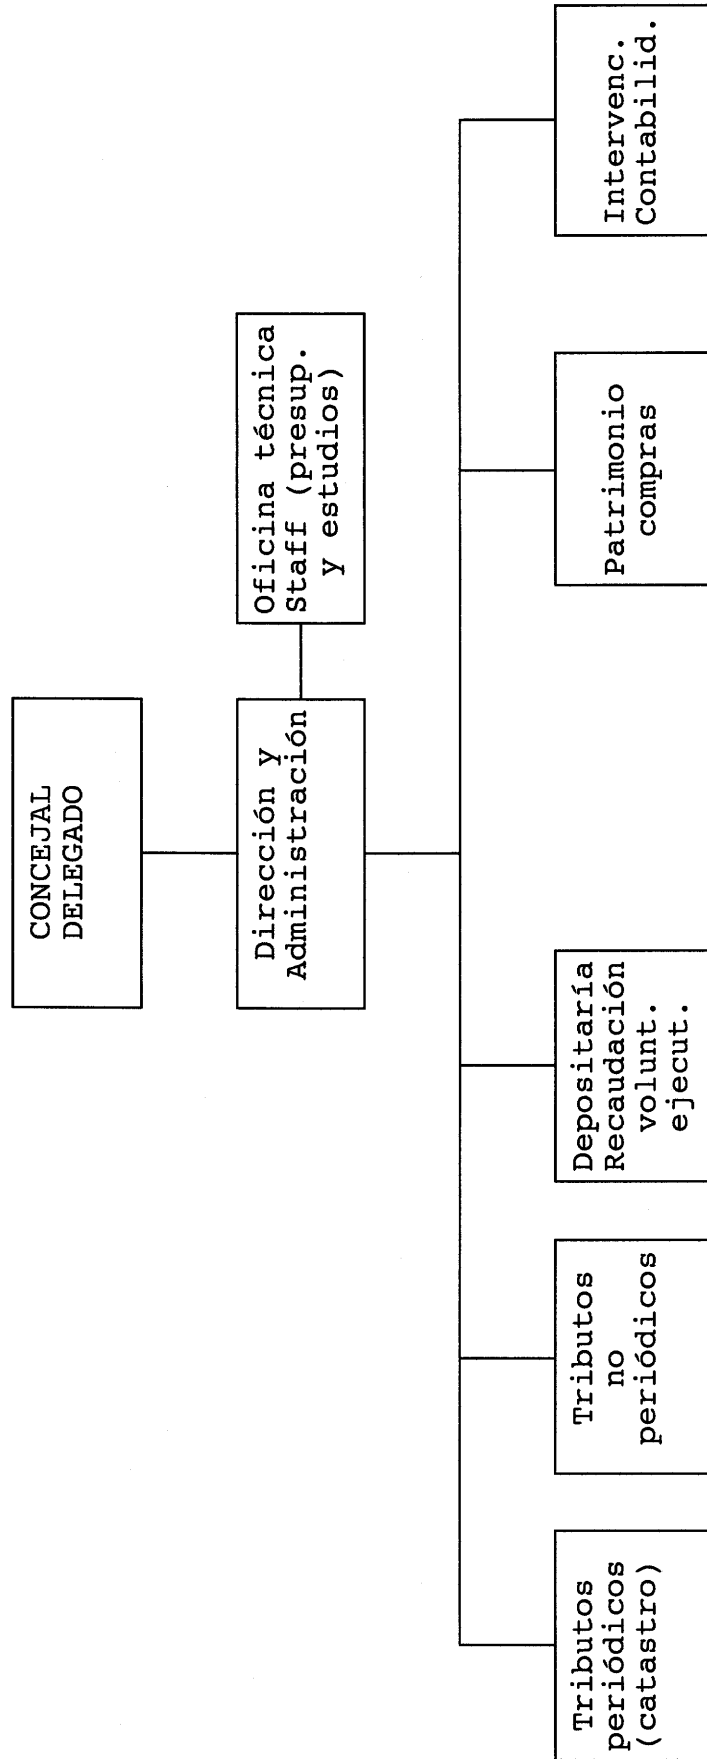 CONCEJAL
DELEGADO
Dirección y
Administración
Oficina técnica
Staff (presup.
y estudios)
Tributos
periódicos
(catastro)
Tributos
no
periódicos
Depositaría
Recaudación
volunt.
ejecut.
Patrimonio
compras
Intervenc.
Contabilid.